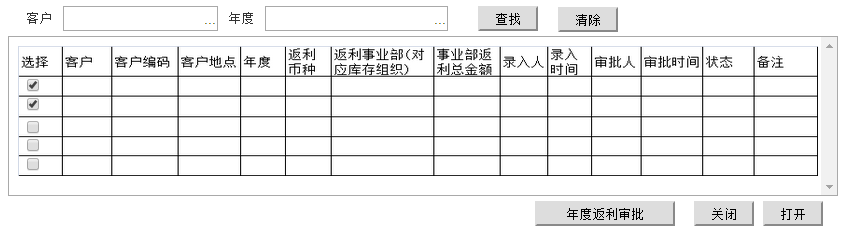 客户 ... 年度 ... 查找 清除
选择 客户 客户编码 客户地点 年度 返利币种 返利事业部(对应库存组织) 事业部返利总金额 录入人 录入时间 审批人 审批时间 状态 备注
年度返利审批 关闭 打开